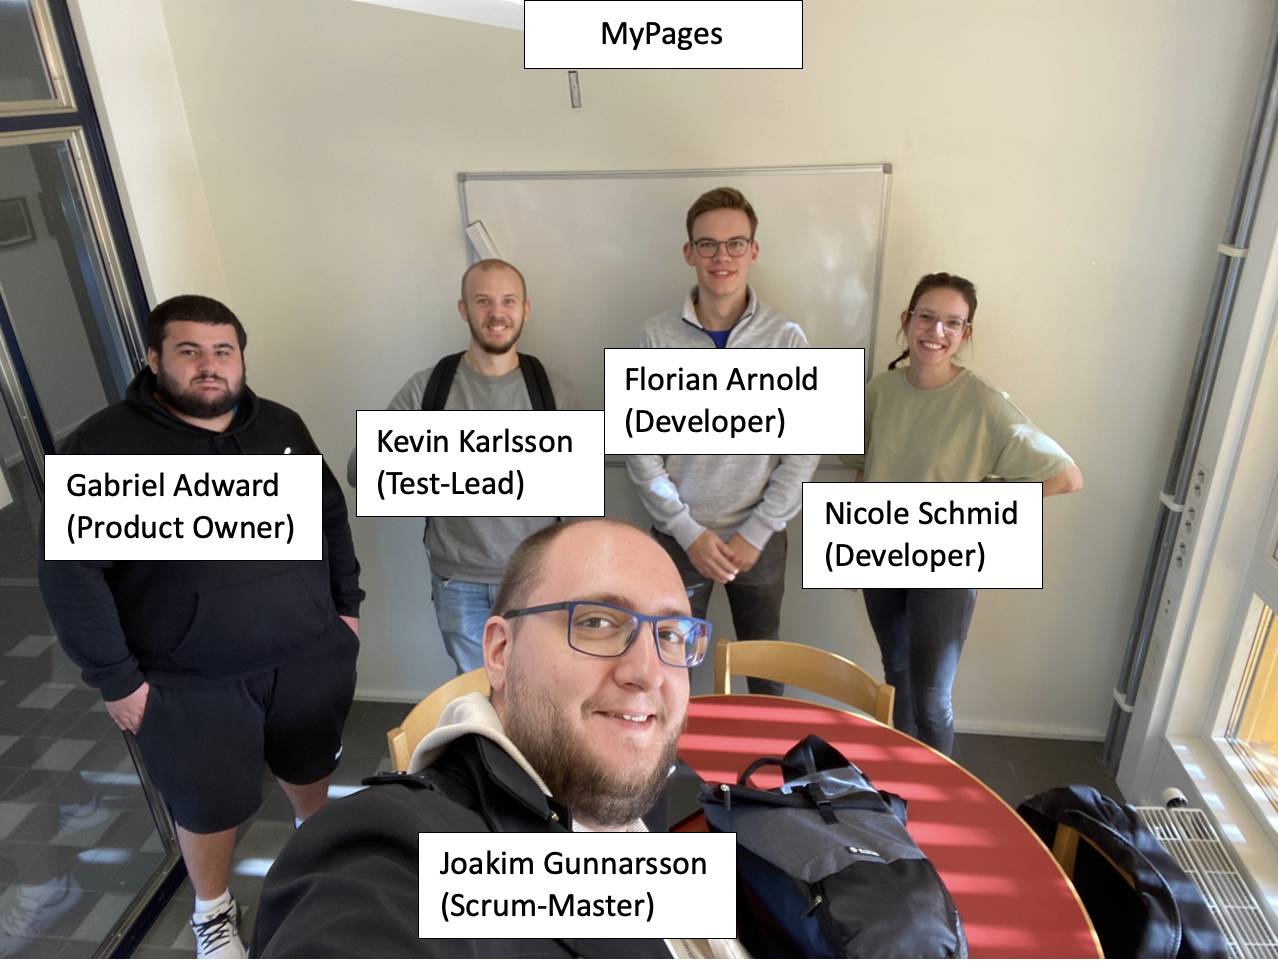 MyPages
Florian Arnold
(Developer)
Kevin Karlsson
(Test-Lead)
Gabriel Adward
(Product Owner)
Nicole Schmid
(Developer)
Joakim Gunnarsson
(Scrum-Master)